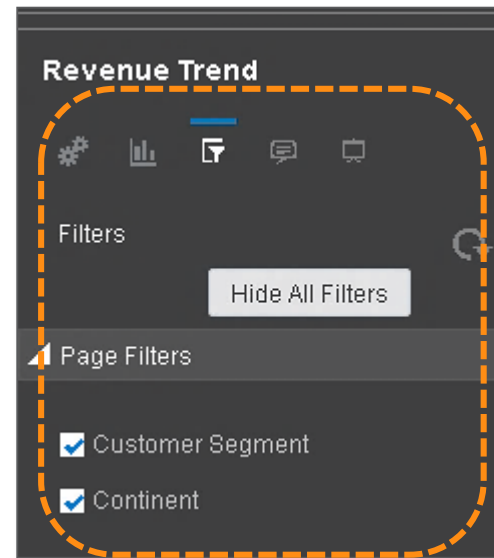 Revenue Trend
Filters
Hide All Filters
Page Filters
Customer Segment
Continent